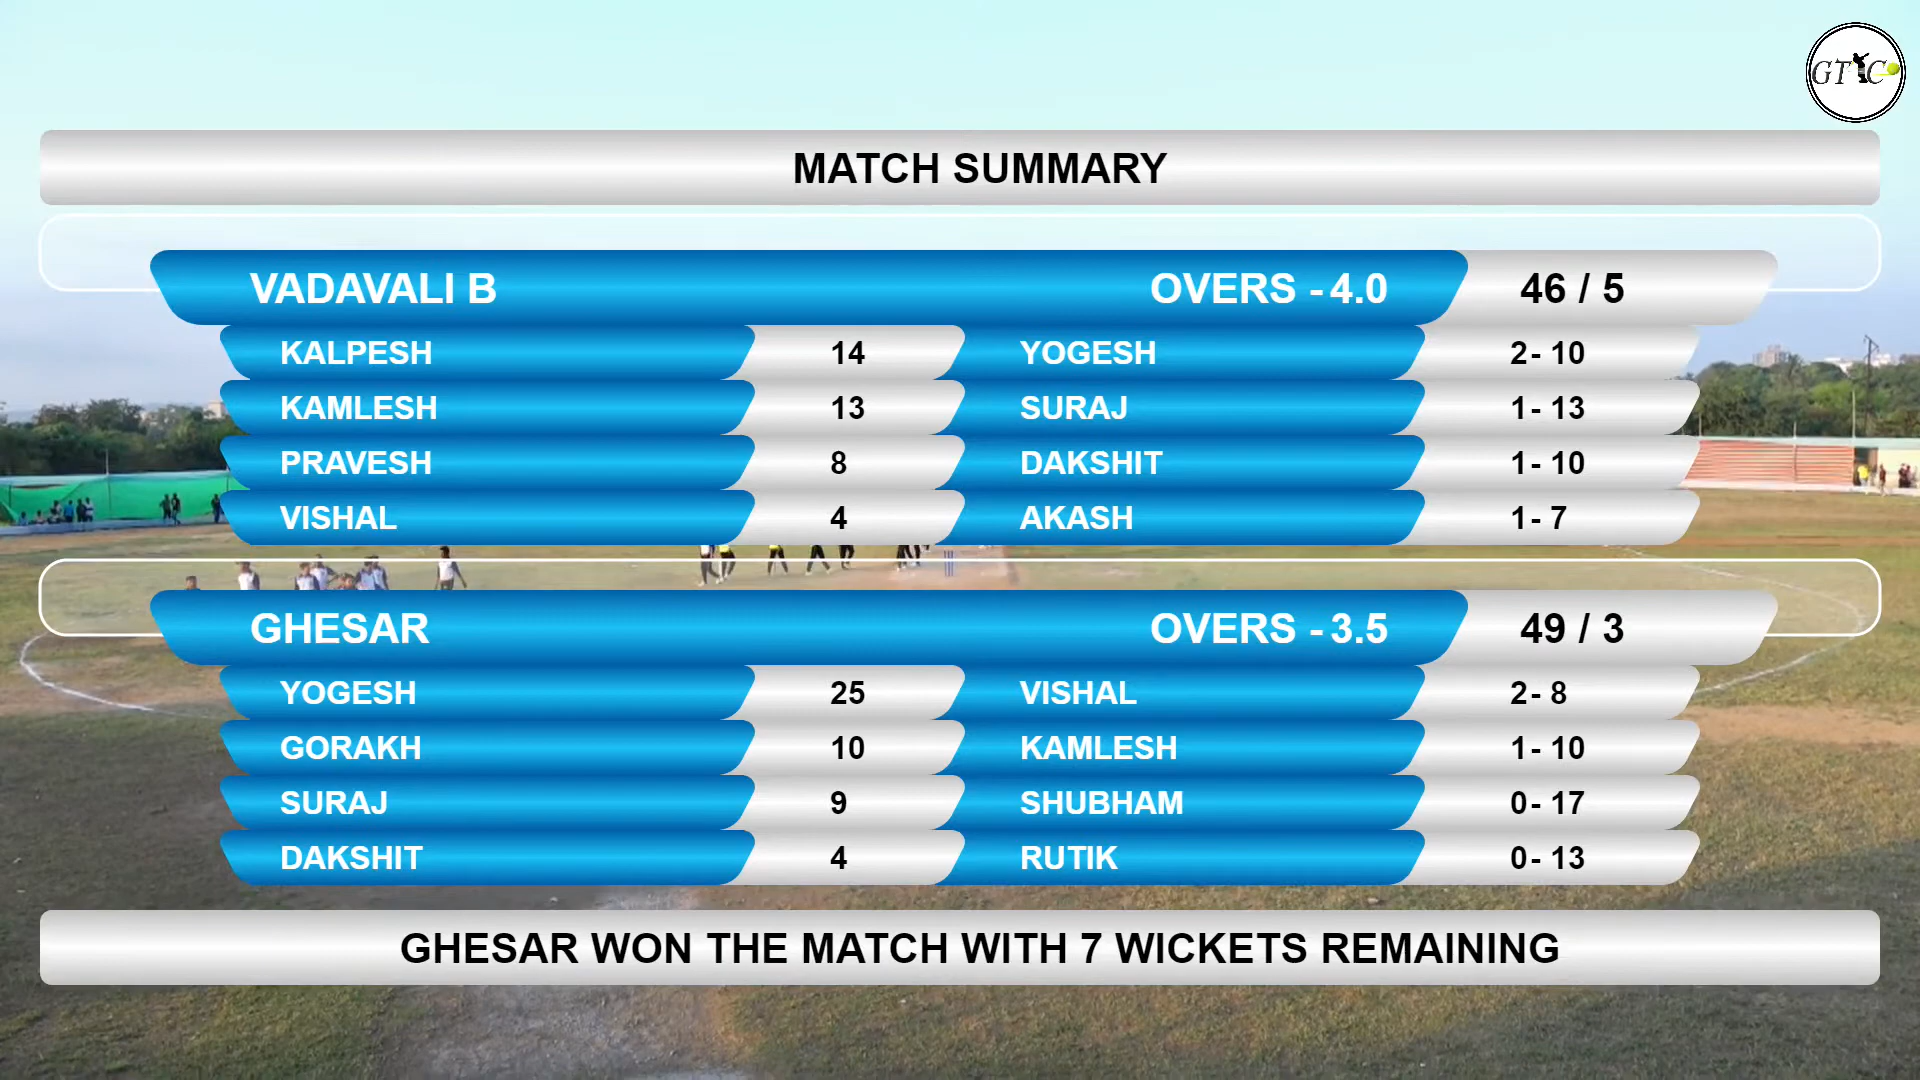 GTC
MATCH SUMMARY
VADAVALI B OVERS - 4.0 46 / 5
KALPESH 14 YOGESH 2 - 10
KAMLESH 13 SURAJ 1 - 13
PRAVESH 8 DAKSHIT 1 - 10
VISHAL 4 AKASH 1 - 7
GHESAR OVERS - 3.5 49 / 3
YOGESH 25 VISHAL 2 - 8
GORAKH 10 KAMLESH 1 - 10
SURAJ 9 SHUBHAM 0 - 17
DAKSHIT 4 RUTIK 0 - 13
GHESAR WON THE MATCH WITH 7 WICKETS REMAINING